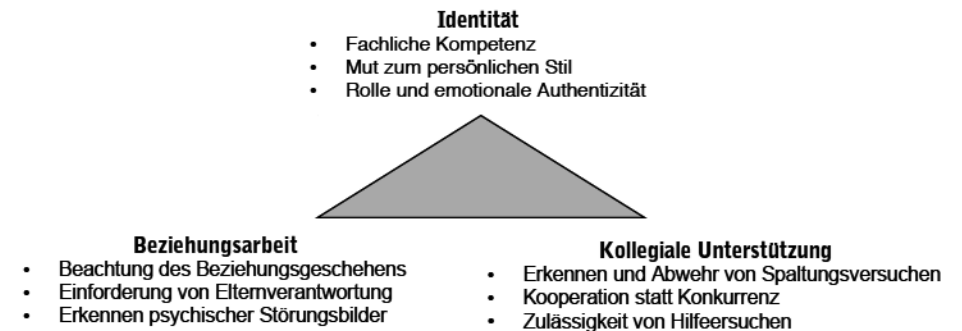 Identität
• Fachliche Kompetenz
• Mut zum persönlichen Stil
• Rolle und emotionale Authentizität
Beziehungsarbeit
• Beachtung des Beziehungsgeschehens
• Einforderung von Elternverantwortung
• Erkennen psychischer Störungsbilder
Kollegiale Unterstützung
• Erkennen und Abwehr von Spaltungsversuchen
• Kooperation statt Konkurrenz
• Zulässigkeit von Hilfeersuchen